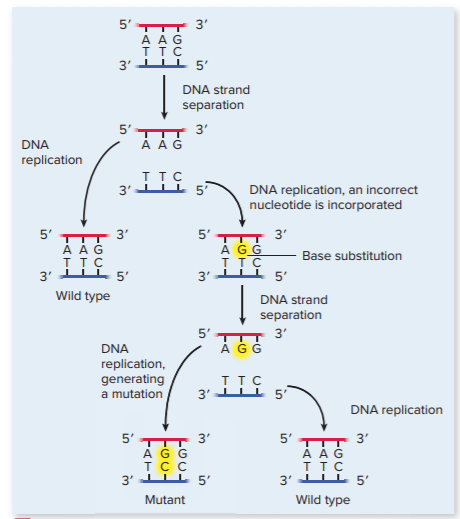 5′ 3′
A A G
T T C
3′ 5′
DNA strand
separation
5′ 3′
A A G
DNA
replication
T T C
3′ 5′
DNA replication, an incorrect
nucleotide is incorporated
5′ 3′
A A G
T T C
3′ 5′
Wild type
5′ 3′
A G G
T T C
3′ 5′
Base substitution
DNA strand
separation
5′ 3′
A G G
DNA
replication,
generating
a mutation
T T C
3′ 5′
DNA replication
5′ 3′
A G G
T C C
3′ 5′
Mutant
5′ 3′
A A G
T T C
3′ 5′
Wild type